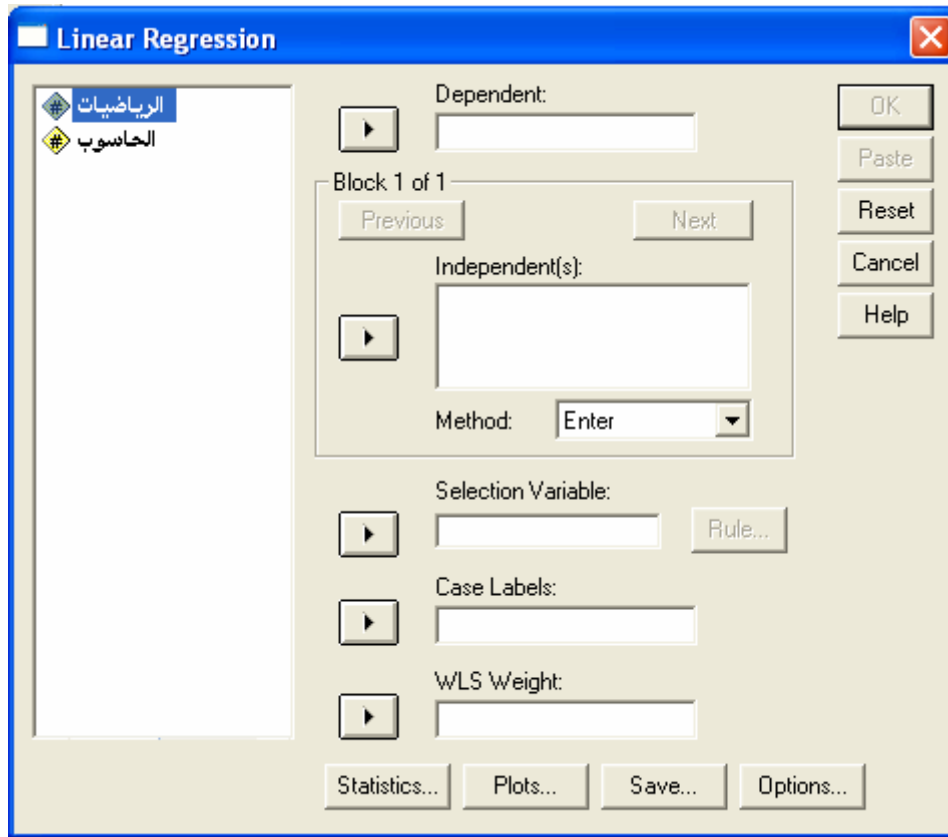 Linear Regression
الرياضيات
الحاسوب
Dependent:
Block 1 of 1
Previous
Next
Independent(s):
Method:
Enter
Selection Variable:
Rule...
Case Labels:
WLS Weight:
Statistics...
Plots...
Save...
Options...
OK
Paste
Reset
Cancel
Help